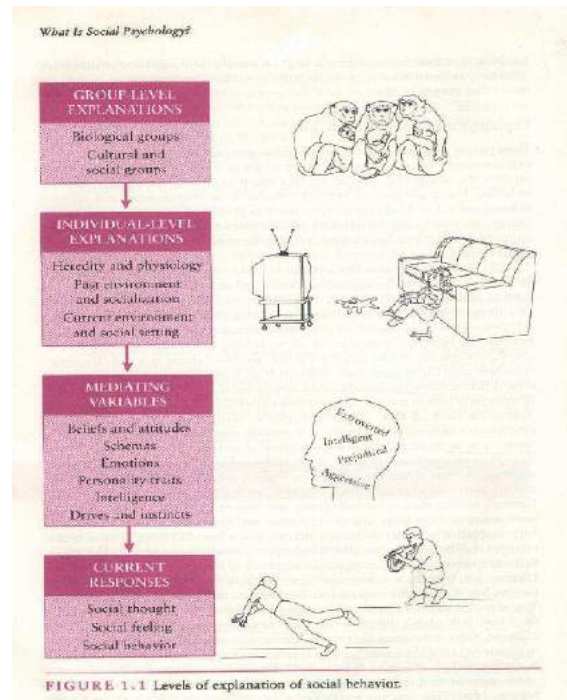 What Is Social Psychology?
GROUP-LEVEL
EXPLANATIONS
Biological groups
Cultural and
social groups
INDIVIDUAL-LEVEL
EXPLANATIONS
Heredity and physiology
Past environment
and socialization
Current environment
and social setting
MEDIATING
VARIABLES
Beliefs and attitudes
Schemas
Emotions
Personality traits
Intelligence
Drives and instincts
Extroverted
Intelligent
Prejudiced
Aggressive
CURRENT
RESPONSES
Social thought
Social feeling
Social behavior
FIGURE 1.1 Levels of explanation of social behavior.